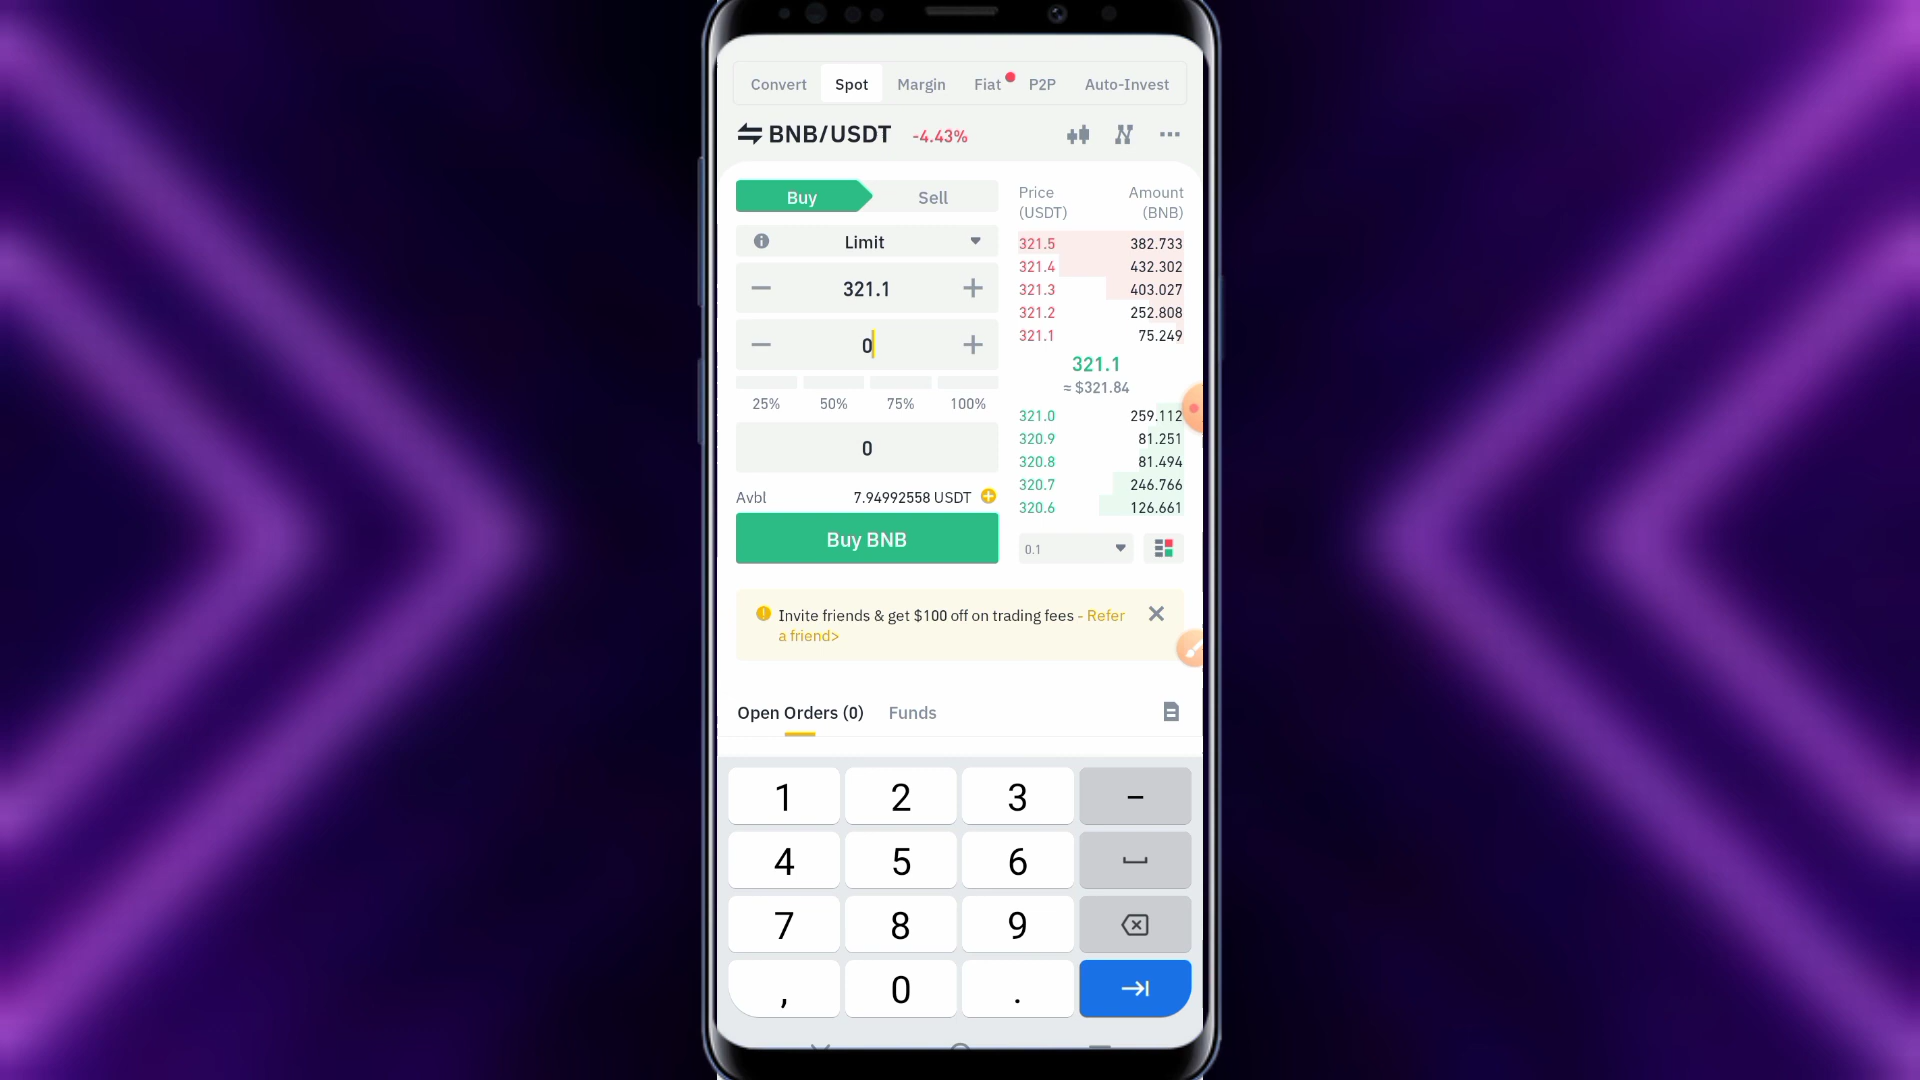 Convert Spot Margin Fiat P2P Auto-Invest
BNB/USDT -4.43%
Buy Sell
Limit
321.1
0
25% 50% 75% 100%
0
Avbl 7.94992558 USDT
Buy BNB
Price Amount
(USDT) (BNB)
321.5 382.733
321.4 432.302
321.3 403.027
321.2 252.808
321.1 75.249
321.1
≈ $321.84
321.0 259.112
320.9 81.251
320.8 81.494
320.7 246.766
320.6 126.661
0.1
Invite friends & get $100 off on trading fees - Refer
a friend>
Open Orders (0) Funds
1 2 3 –
4 5 6
7 8 9
, 0 .